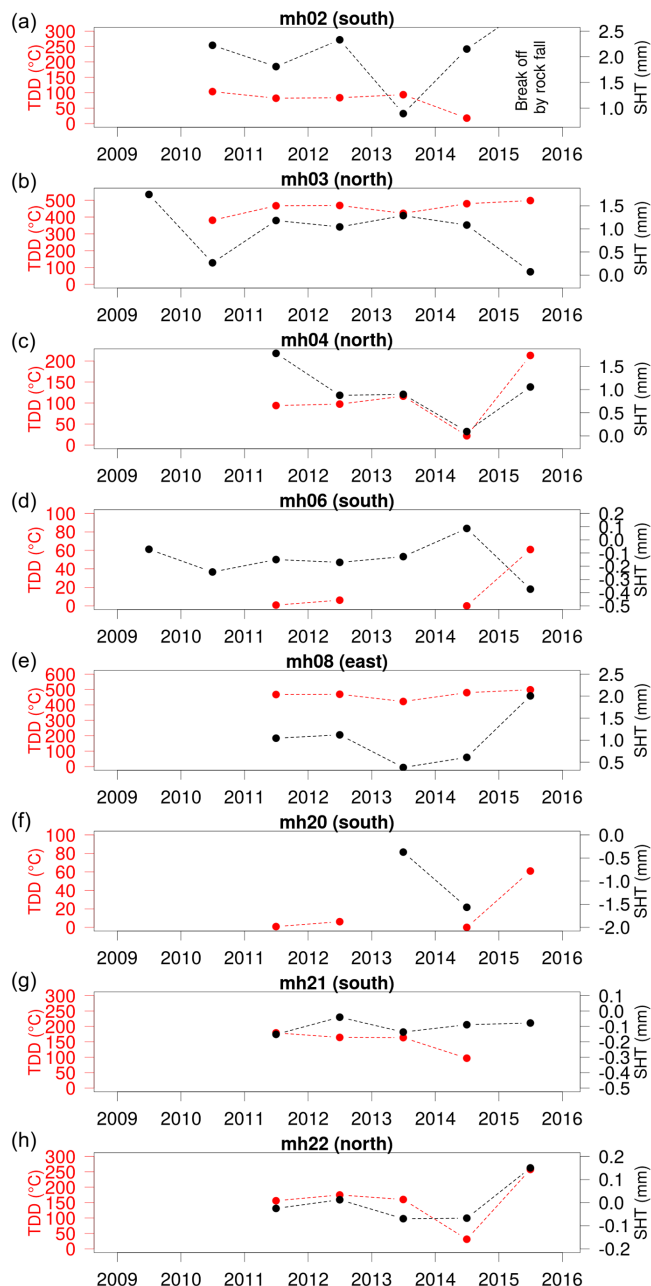 (a) mh02 (south)
TDD (°C)
300
250
200
150
100
50
0
Break off
by rock fall
2.5
2.0
1.5
1.0
SHT (mm)
2009 2010 2011 2012 2013 2014 2015 2016
(b) mh03 (north)
TDD (°C)
500
400
300
200
100
0
1.5
1.0
0.5
0.0
SHT (mm)
2009 2010 2011 2012 2013 2014 2015 2016
(c) mh04 (north)
TDD (°C)
200
150
100
50
0
1.5
1.0
0.5
0.0
SHT (mm)
2009 2010 2011 2012 2013 2014 2015 2016
(d) mh06 (south)
TDD (°C)
100
80
60
40
20
0
0.2
0.1
0.0
-0.1
-0.2
-0.3
-0.4
-0.5
SHT (mm)
2009 2010 2011 2012 2013 2014 2015 2016
(e) mh08 (east)
TDD (°C)
600
500
400
300
200
100
0
2.5
2.0
1.5
1.0
0.5
SHT (mm)
2009 2010 2011 2012 2013 2014 2015 2016
(f) mh20 (south)
TDD (°C)
100
80
60
40
20
0
0.0
-0.5
-1.0
-1.5
-2.0
SHT (mm)
2009 2010 2011 2012 2013 2014 2015 2016
(g) mh21 (south)
TDD (°C)
300
250
200
150
100
50
0
0.1
0.0
-0.1
-0.2
-0.3
-0.4
-0.5
SHT (mm)
2009 2010 2011 2012 2013 2014 2015 2016
(h) mh22 (north)
TDD (°C)
300
250
200
150
100
50
0
0.2
0.1
0.0
-0.1
-0.2
SHT (mm)
2009 2010 2011 2012 2013 2014 2015 2016